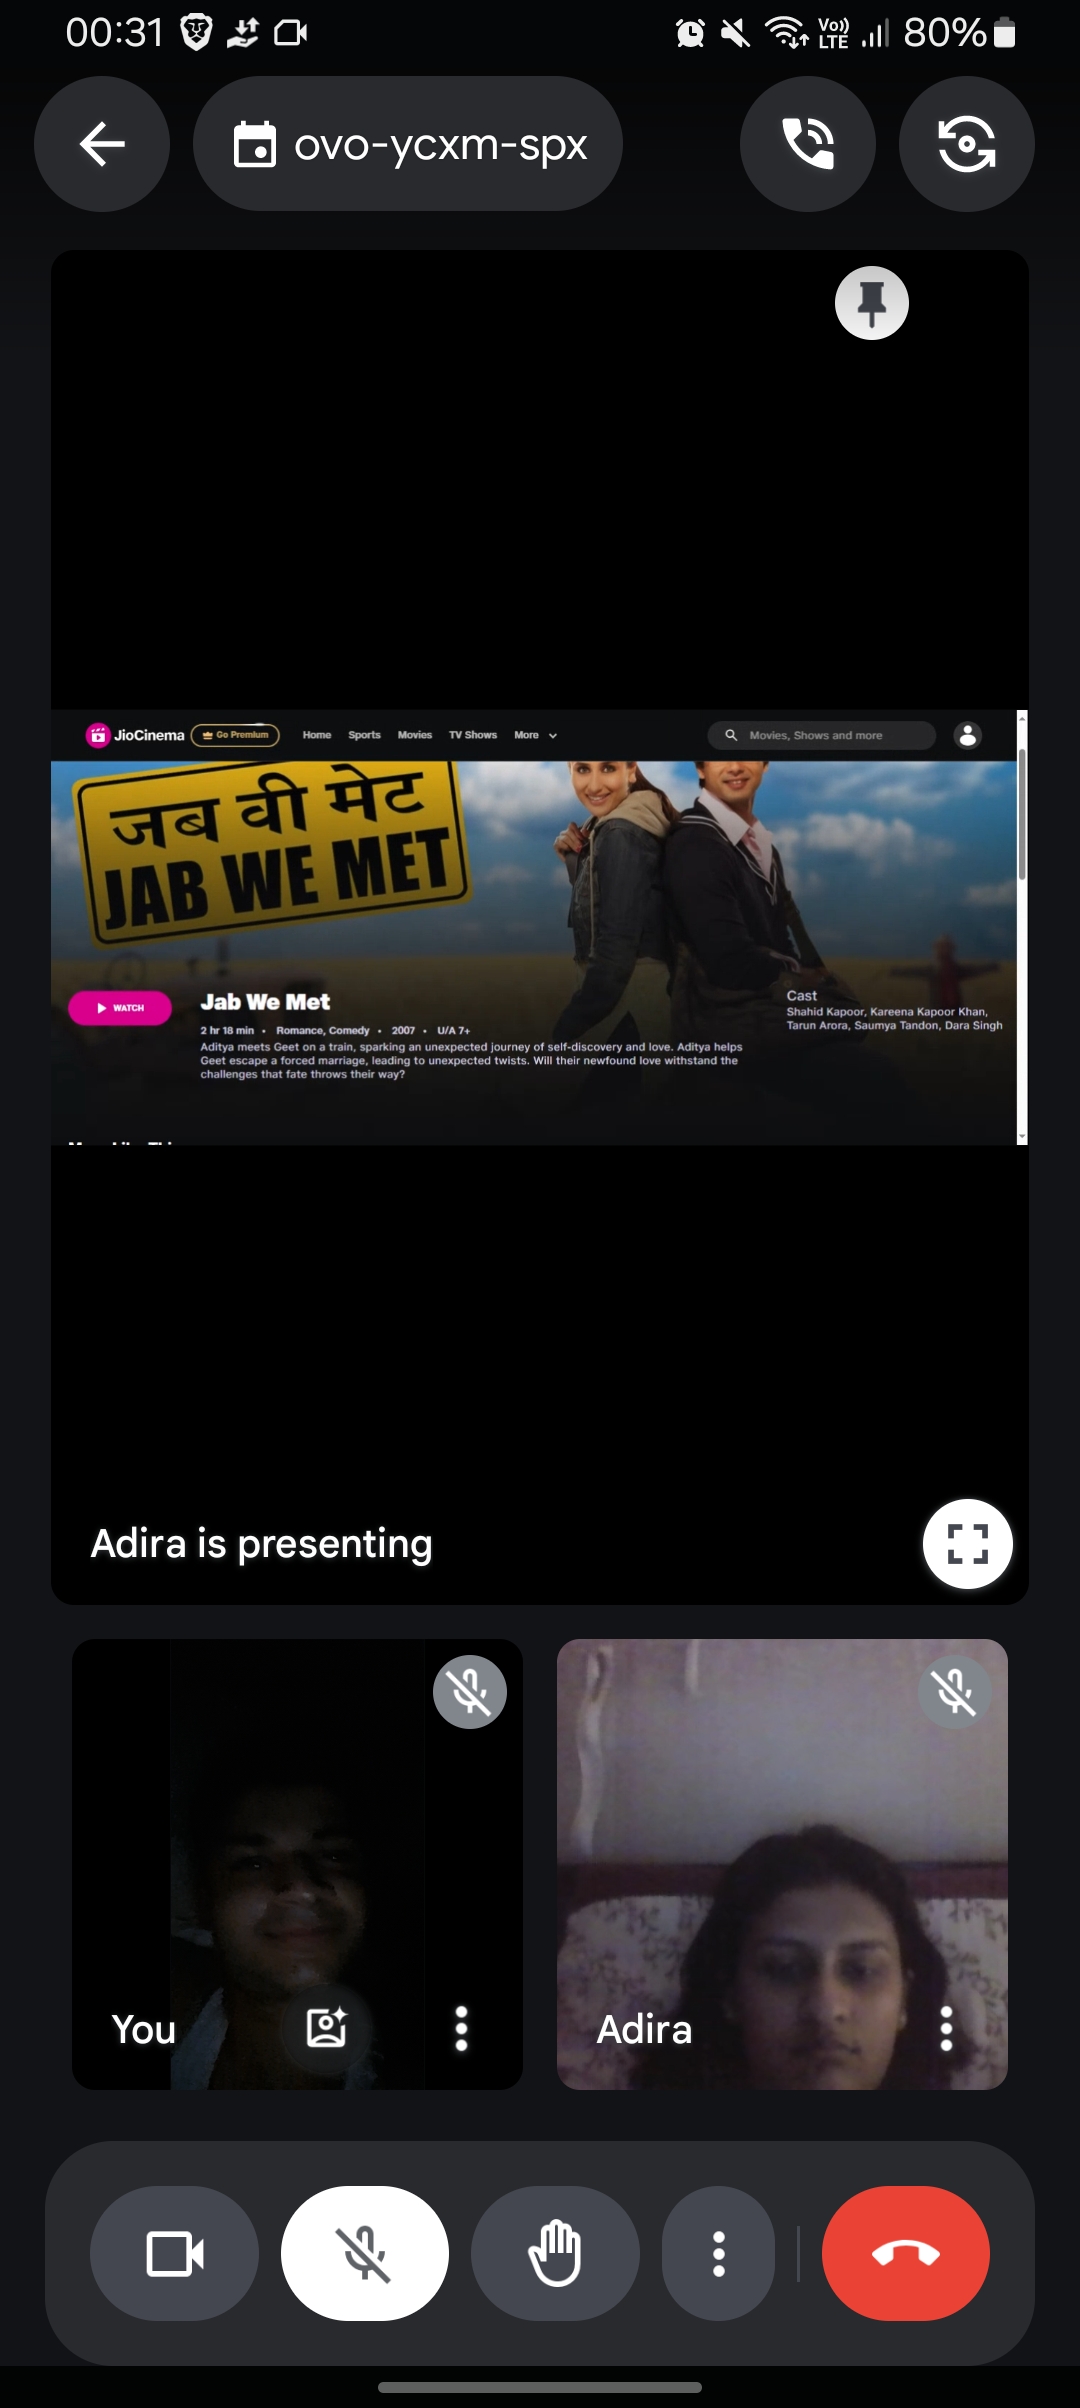 00:31
Vo)) LTE
80%
ovo-ycxm-spx
JioCinema Go Premium Home Sports Movies TV Shows More Movies, Shows and more
जब वी मेट
JAB WE MET
WATCH
Jab We Met
2 hr 18 min • Romance, Comedy • 2007 • U/A 7+
Aditya meets Geet on a train, sparking an unexpected journey of self-discovery and love. Aditya helps
Geet escape a forced marriage, leading to unexpected twists. Will their newfound love withstand the
challenges that fate throws their way?
Cast
Shahid Kapoor, Kareena Kapoor Khan,
Tarun Arora, Saumya Tandon, Dara Singh
Adira is presenting
You
Adira